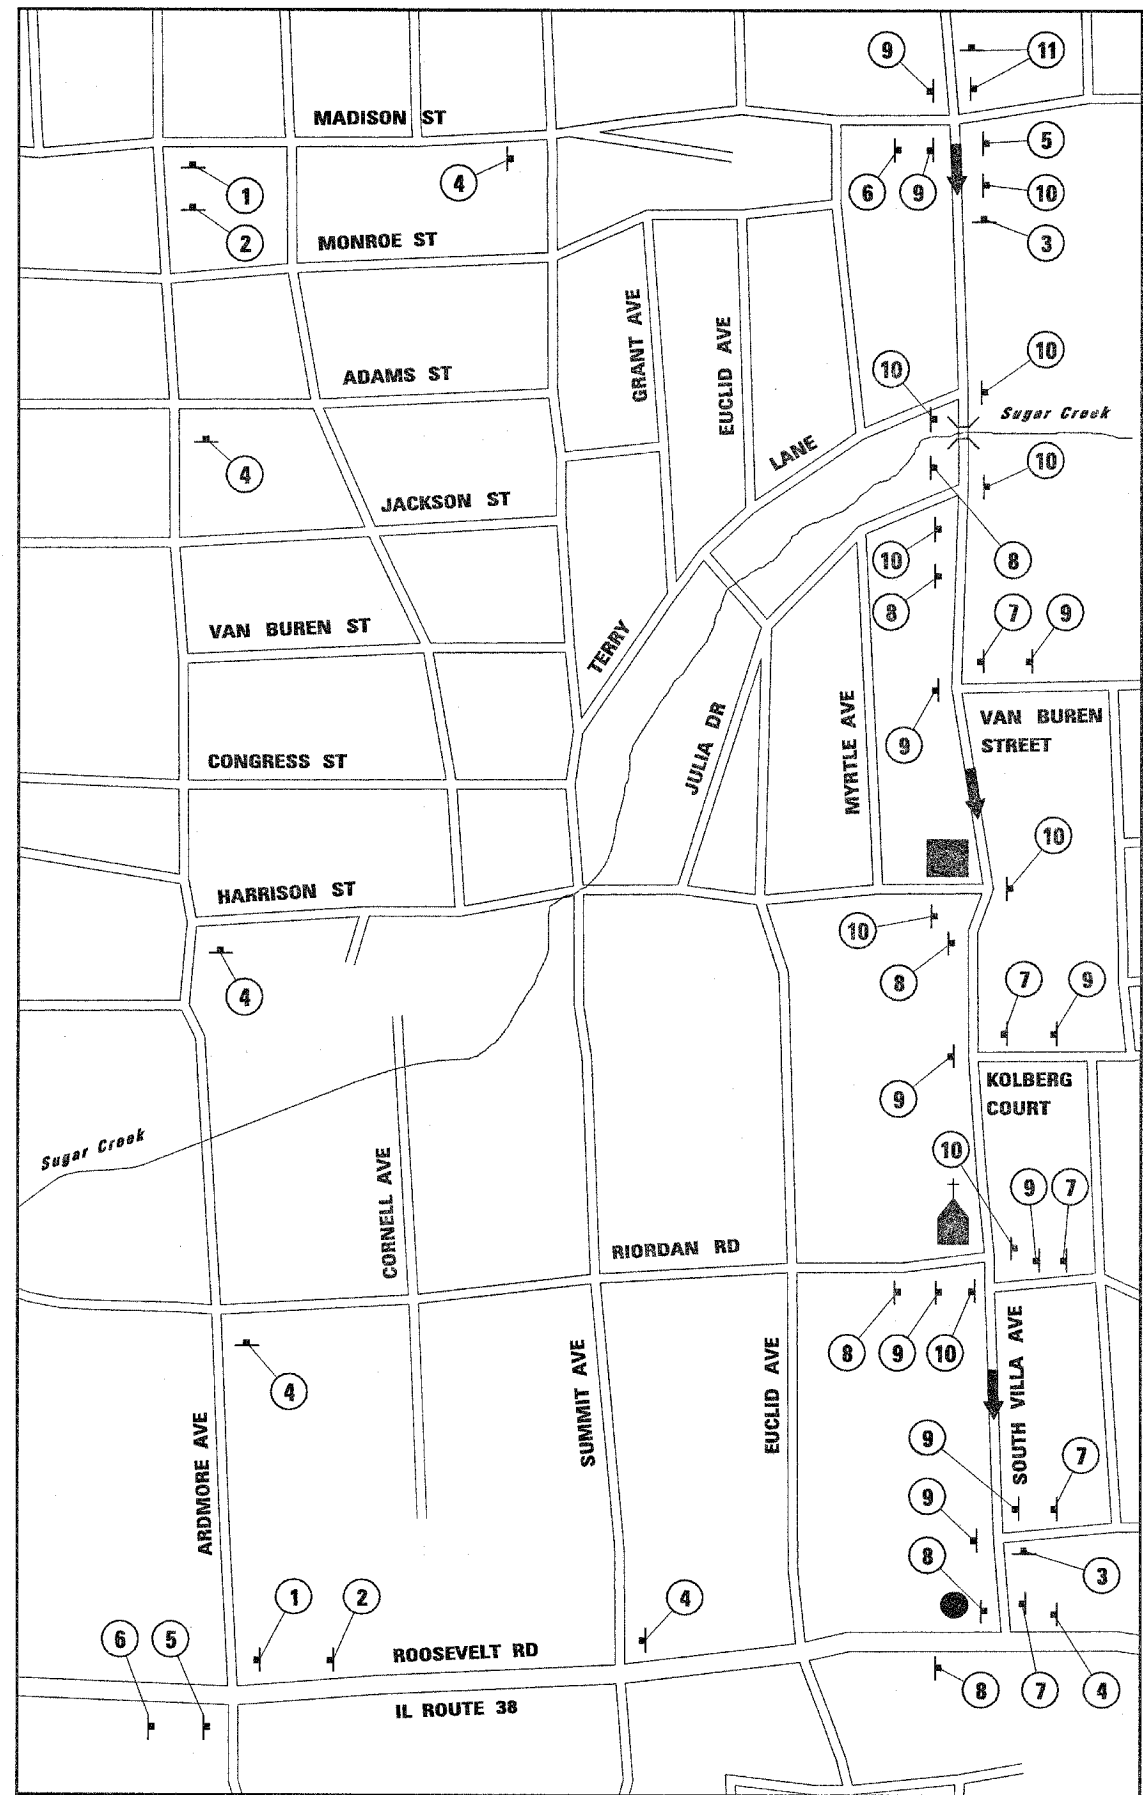 9
11
MADISON ST
5
4
1
6
9
10
2
MONROE ST
3
GRANT AVE
EUCLID AVE
10
ADAMS ST
10
Sugar Creek
LANE
4
10
JACKSON ST
10
8
8
VAN BUREN ST
TERRY
7
9
JULIA DR
MYRTLE AVE
VAN BUREN
STREET
9
CONGRESS ST
10
HARRISON ST
10
4
8
7
9
KOLBERG
COURT
9
Sugar Creek
10
CORNELL AVE
9
7
RIORDAN RD
8
9
10
SOUTH VILLA AVE
4
SUMMIT AVE
EUCLID AVE
ARDMORE AVE
9
7
9
8
3
1
2
4
6
5
ROOSEVELT RD
8
7
4
IL ROUTE 38